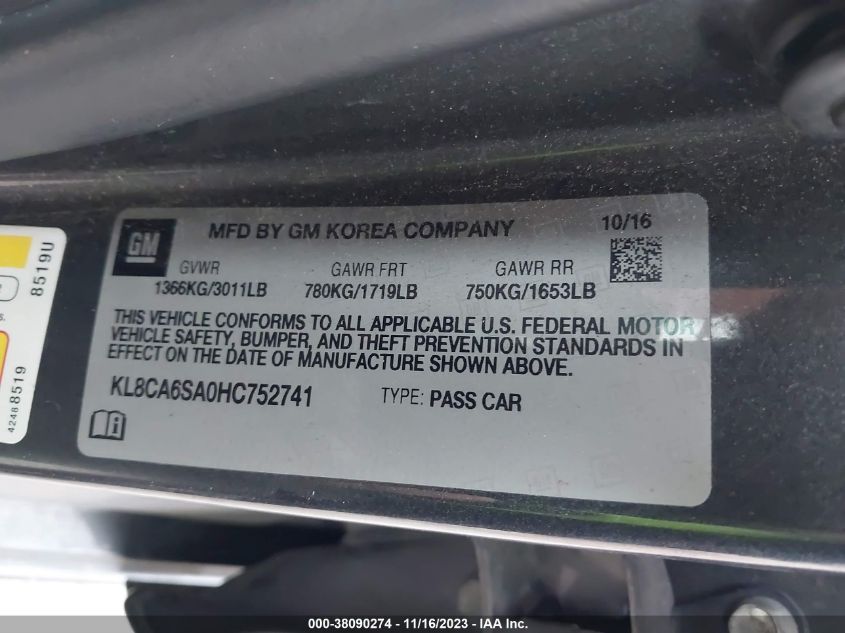 GM
MFD BY GM KOREA COMPANY
10/16
GVWR
GAWR FRT
GAWR RR
1366KG/3011LB
780KG/1719LB
750KG/1653LB
THIS VEHICLE CONFORMS TO ALL APPLICABLE U.S. FEDERAL MOTOR
VEHICLE SAFETY, BUMPER, AND THEFT PREVENTION STANDARDS IN
EFFECT ON THE DATE OF MANUFACTURE SHOWN ABOVE.
KL8CA6SA0HC752741
TYPE: PASS CAR
8519U
42488519
000-38090274 - 11/16/2023 - IAA Inc.